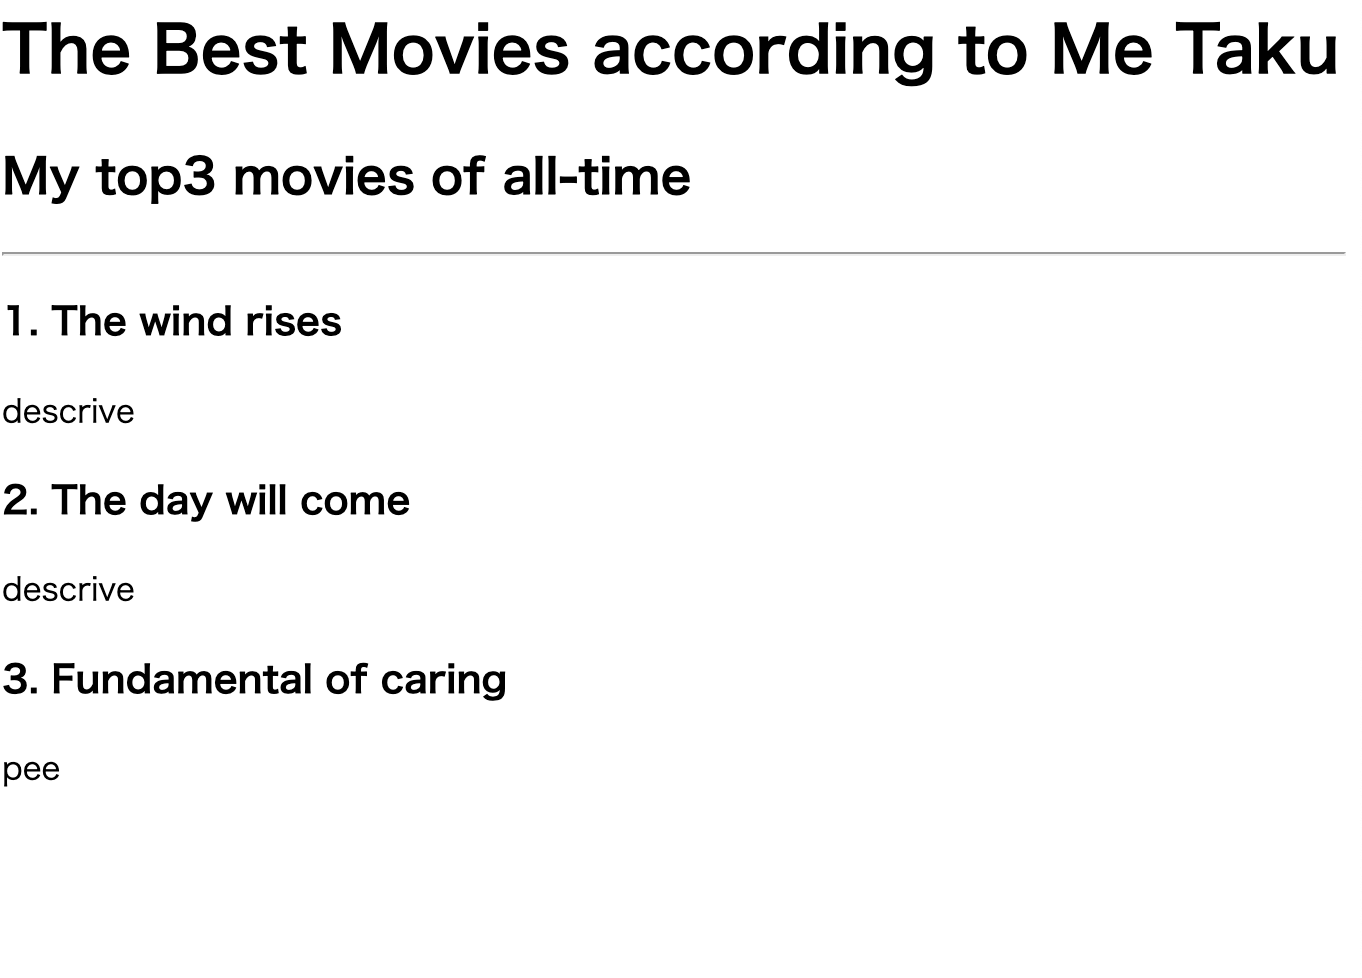 The Best Movies according to Me Taku
My top3 movies of all-time
1. The wind rises
descrive
2. The day will come
descrive
3. Fundamental of caring
pee